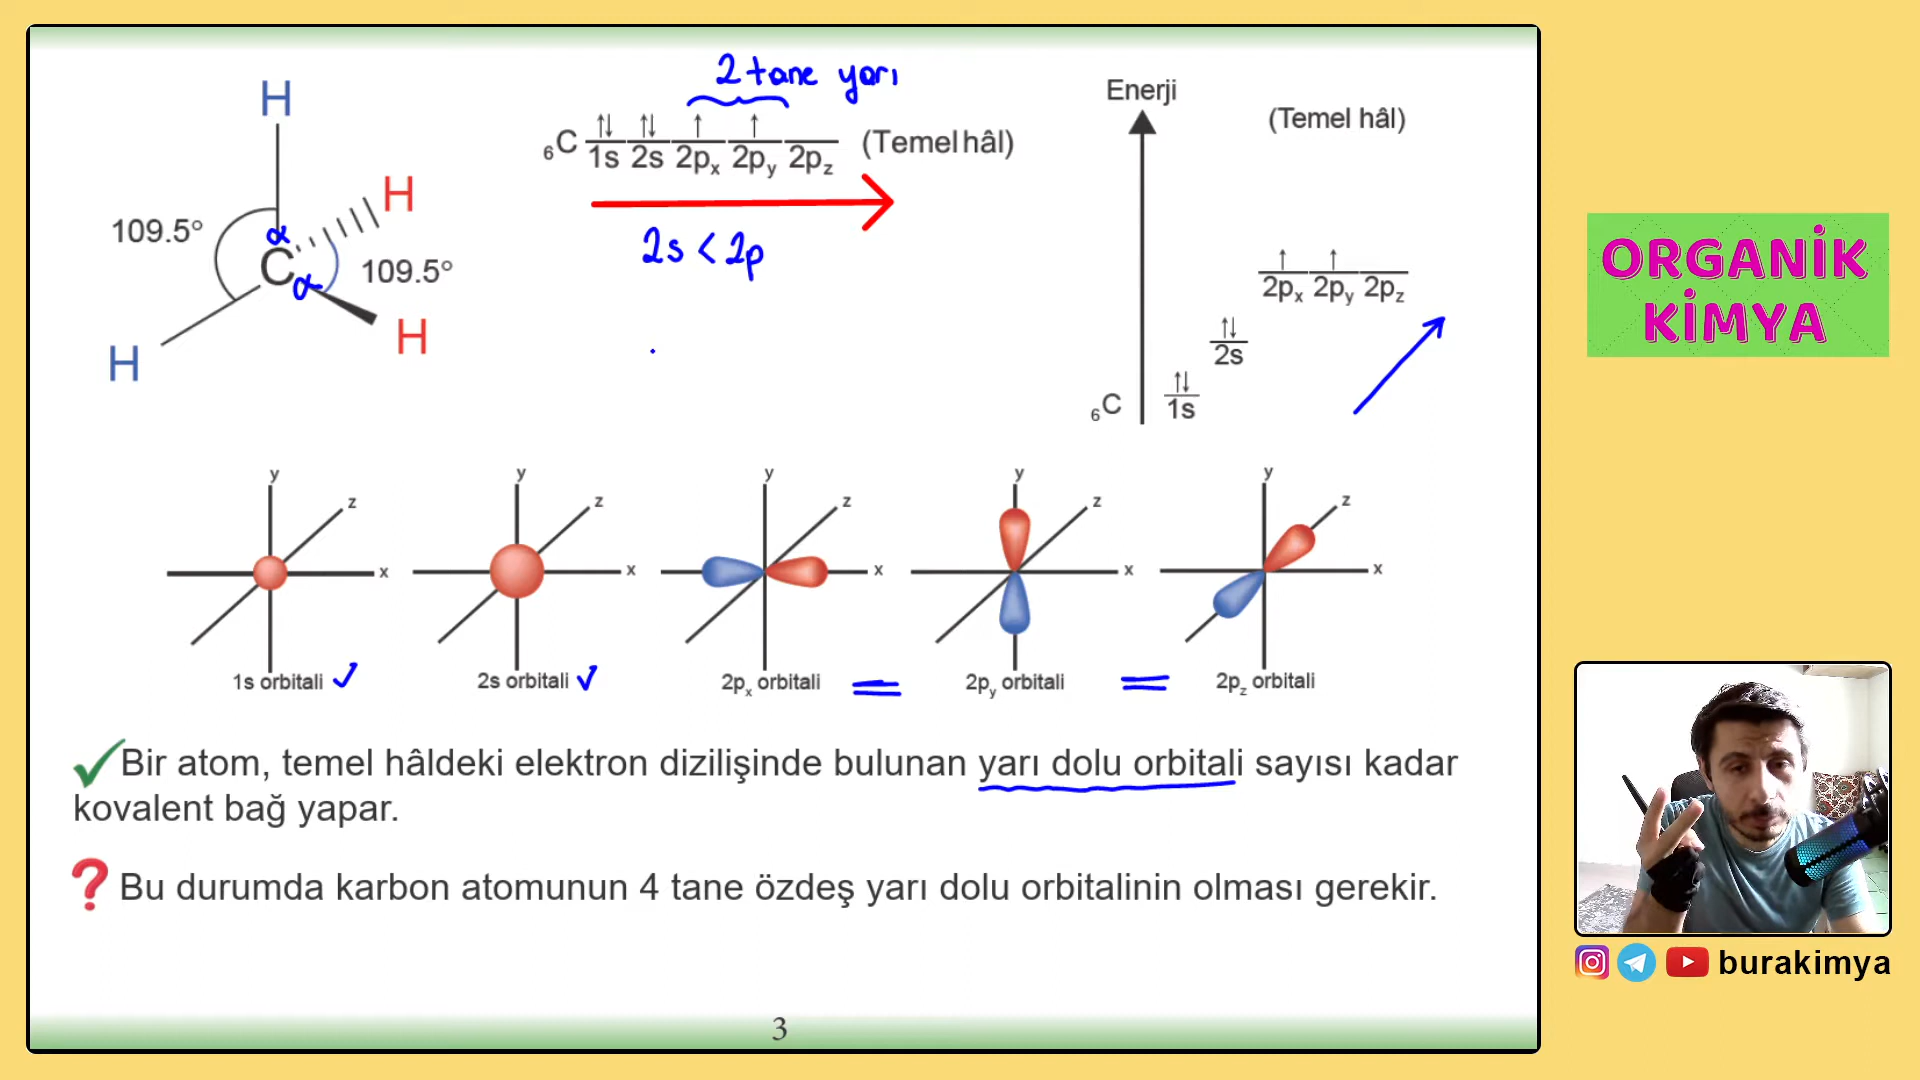 H
109.5°
α
H
C
α
109.5°
H
H
2 tane yarı
₆C ↑↓ ↑↓ ↑ ↑ (Temel hâl)
1s 2s 2pₓ 2pᵧ 2p_z
2s < 2p
Enerji
(Temel hâl)
↑ ↑
2pₓ 2pᵧ 2p_z
↑↓
2s
↑↓
₆C 1s
y z x
y z x
y z x
y z x
y z x
1s orbitali ✓
2s orbitali ✓
2pₓ orbitali =
2pᵧ orbitali =
2p_z orbitali
✓Bir atom, temel hâldeki elektron dizilişinde bulunan yarı dolu orbitali sayısı kadar
kovalent bağ yapar.
❓Bu durumda karbon atomunun 4 tane özdeş yarı dolu orbitalinin olması gerekir.
3
ORGANİK
KİMYA
burakimya